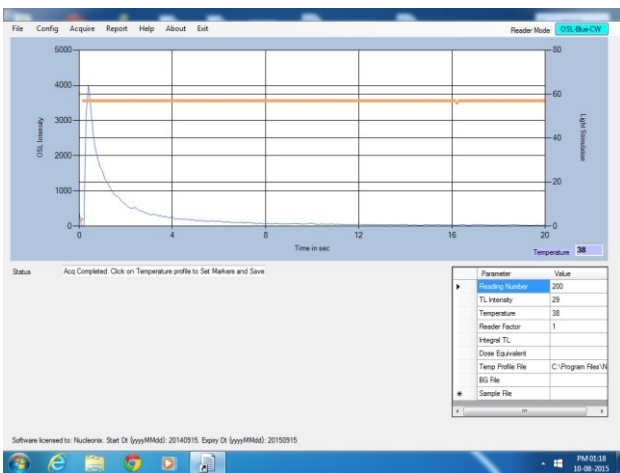 File Config Acquire Report Help About Exit Reader Mode OSL-Blue-CW
5000 80
4000 60
3000
OSL Intensity 40 Light Stimulation
2000
1000 20
0 0
0 4 8 12 16 20
Time in sec
Temperature 38
Status Acq Completed. Click on Temperature profile to Set Markers and Save
Parameter Value
Reading Number 200
TL Intensity 29
Temperature 38
Reader Factor 1
Integral TL
Dose Equivalent
Temp Profile File C:\Program Files\N
BG File
Sample File
Software licensed to: Nucleonix. Start Dt (yyyyMMdd): 20140915. Expiry Dt (yyyyMMdd): 20150915
PM 01:18
10-08-2015